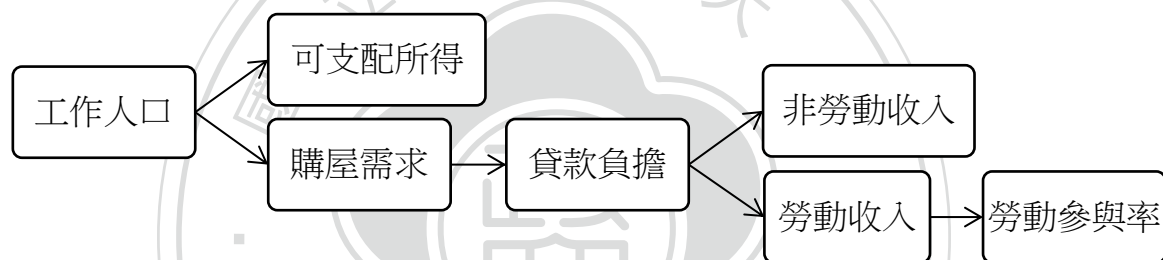 工作人口
可支配所得
購屋需求
貸款負擔
非勞動收入
勞動收入
勞動參與率